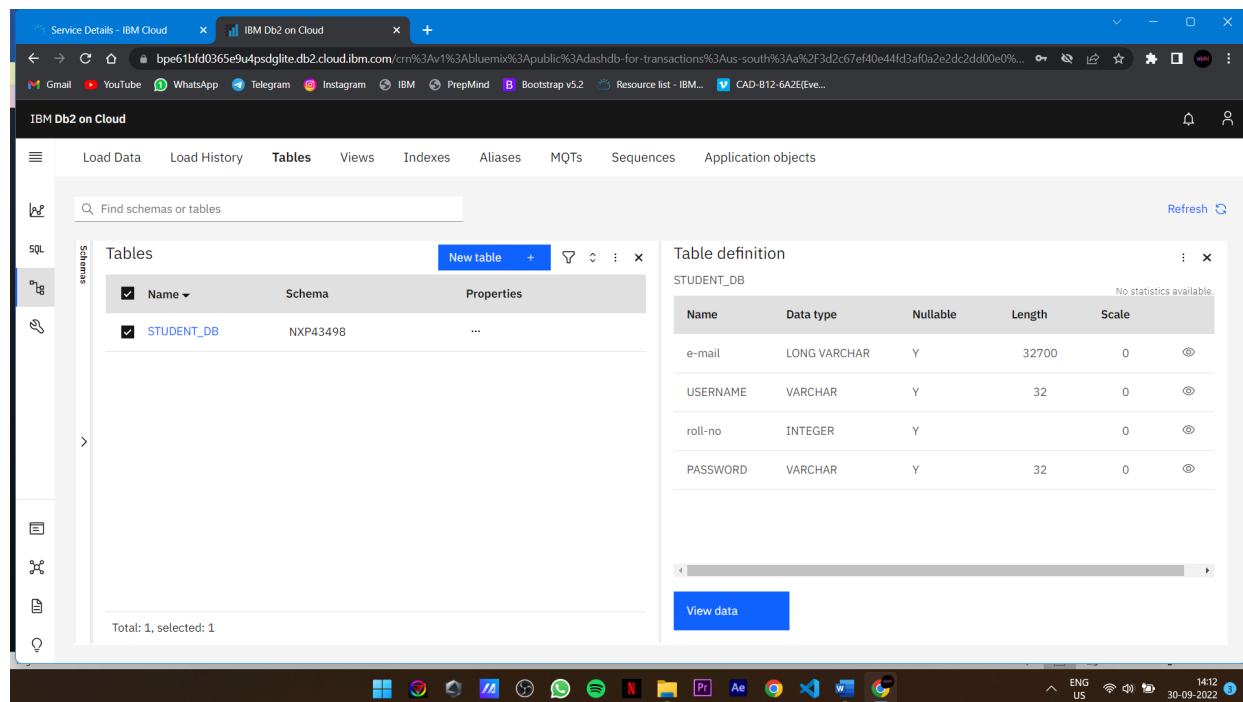 Service Details - IBM Cloud
IBM Db2 on Cloud
bpe61bfd0365e9u4psdglite.db2.cloud.ibm.com/crn%3Av1%3Abluemix%3Apublic%3Adashdb-for-transactions%3Aus-south%3Aa%2F3d2c67ef40e44fd3af0a2e2dc2dd00e0%...
Gmail YouTube WhatsApp Telegram Instagram IBM PrepMind B Bootstrap v5.2 Resource list - IBM... CAD-B12-6A2E(Eve...
IBM Db2 on Cloud
Load Data Load History Tables Views Indexes Aliases MQTs Sequences Application objects
Find schemas or tables
Refresh
SQL
Schemas
Tables
New table +
Name Schema Properties
STUDENT_DB NXP43498 ...
Total: 1, selected: 1
Table definition
STUDENT_DB
No statistics available.
Name Data type Nullable Length Scale
e-mail LONG VARCHAR Y 32700 0
USERNAME VARCHAR Y 32 0
roll-no INTEGER Y 0
PASSWORD VARCHAR Y 32 0
View data
N Pr Ae
ENG
US
14:12
30-09-2022
3